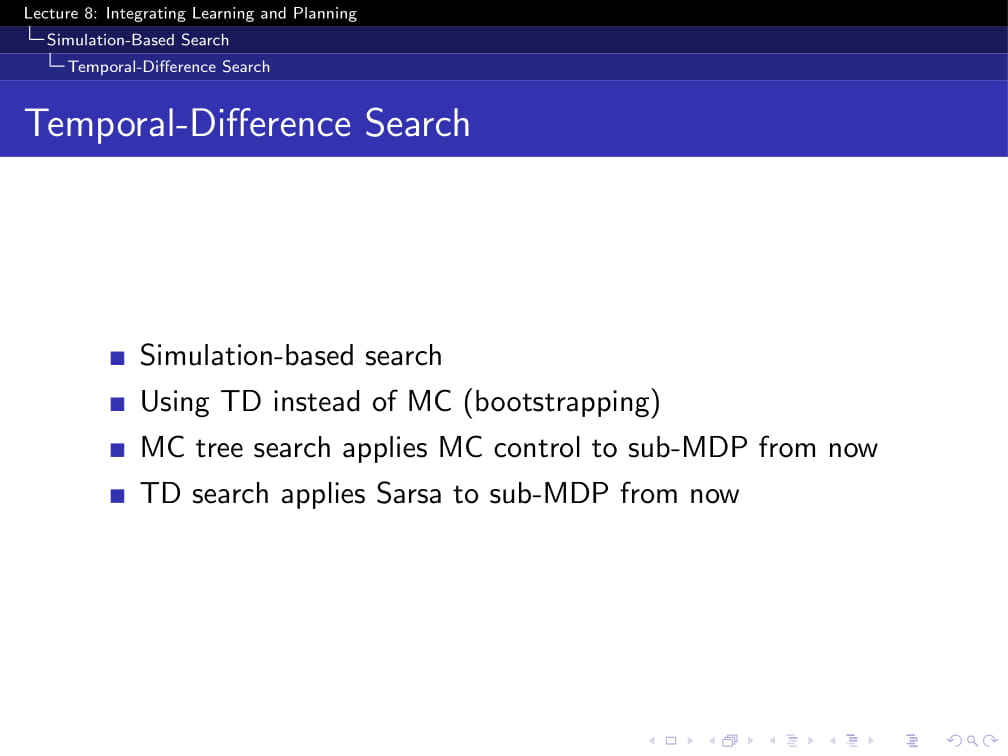 Lecture 8: Integrating Learning and Planning
Simulation-Based Search
Temporal-Difference Search
Temporal-Difference Search
Simulation-based search
Using TD instead of MC (bootstrapping)
MC tree search applies MC control to sub-MDP from now
TD search applies Sarsa to sub-MDP from now